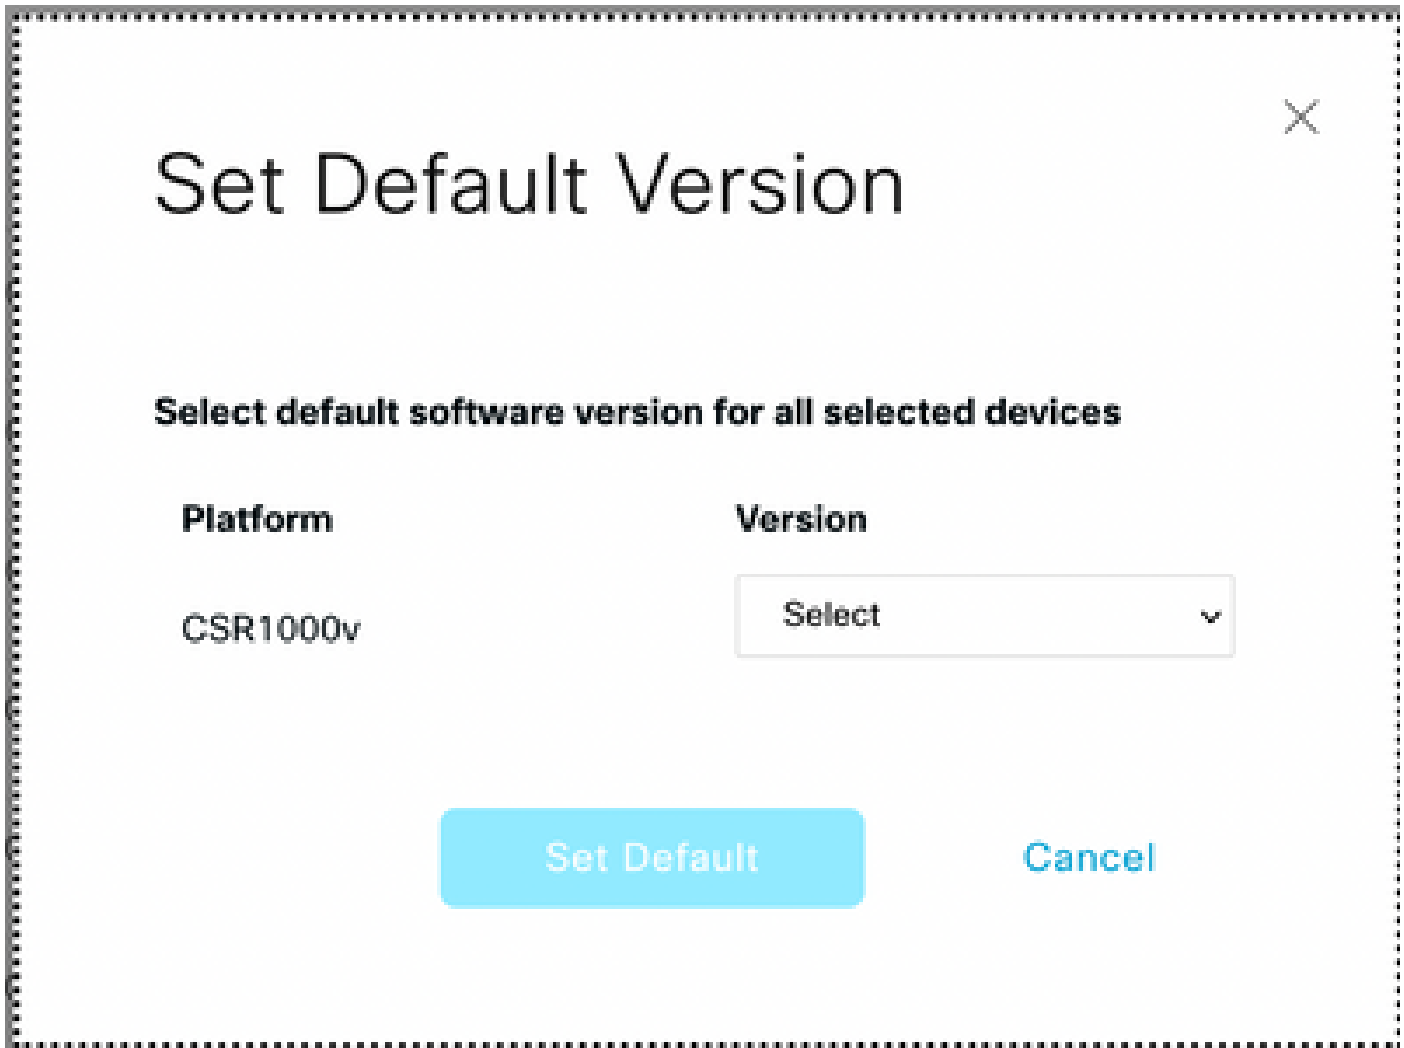 Set Default Version
Select default software version for all selected devices
Platform Version
CSR1000v Select
Set Default Cancel